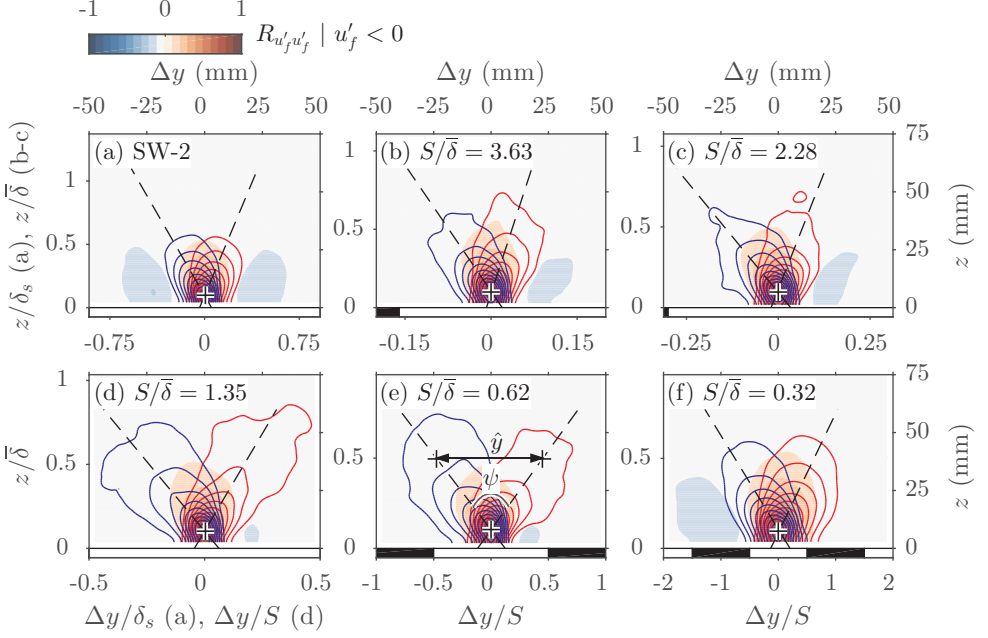 -1 0 1
R_{u'_f u'_f} | u'_f < 0
Δy (mm) Δy (mm) Δy (mm)
-50 -25 0 25 50 -50 -25 0 25 50 -50 -25 0 25 50
z/δ_s (a), z/δ̅ (b-c)
(a) SW-2
1
0.5
0
-0.75 0 0.75
(b) S/δ̅ = 3.63
1
0.5
0
-0.15 0 0.15
(c) S/δ̅ = 2.28
1
0.5
0
-0.25 0 0.25
75
50
25
0
z (mm)
z/δ̅
(d) S/δ̅ = 1.35
1
0.5
0
-0.5 0 0.5
Δy/δ_s (a), Δy/S (d)
(e) S/δ̅ = 0.62
ŷ
ψ
1
0.5
0
-1 -0.5 0 0.5 1
Δy/S
(f) S/δ̅ = 0.32
1
0.5
0
-2 -1 0 1 2
Δy/S
75
50
25
0
z (mm)